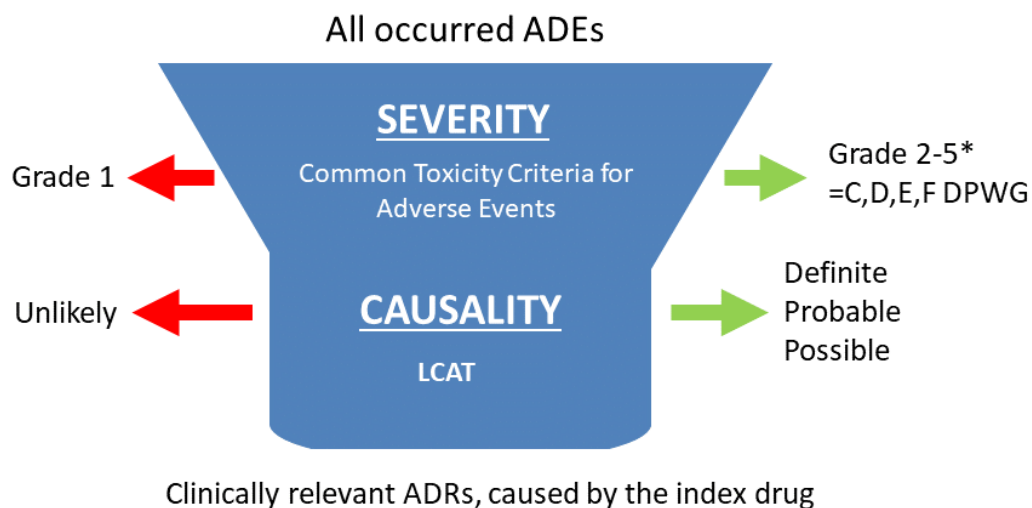 All occurred ADEs
SEVERITY
Grade 1
Common Toxicity Criteria for
Adverse Events
Grade 2-5*
=C,D,E,F DPWG
Unlikely
CAUSALITY
LCAT
Definite
Probable
Possible
Clinically relevant ADRs, caused by the index drug